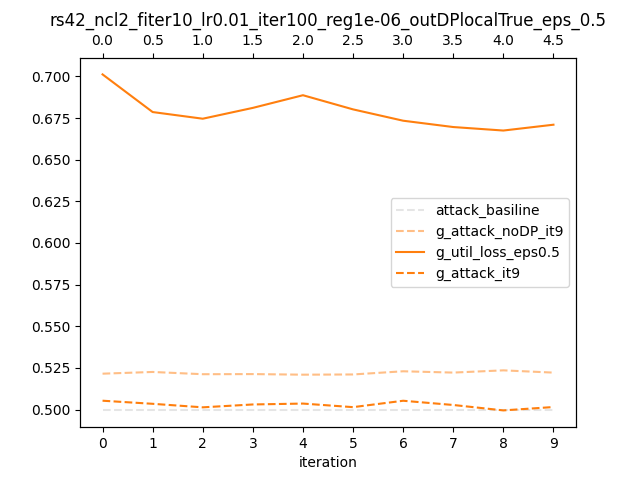 rs42_ncl2_fiter10_lr0.01_iter100_reg1e-06_outDPlocalTrue_eps_0.5
0.0 0.5 1.0 1.5 2.0 2.5 3.0 3.5 4.0 4.5
0.700
0.675
0.650
0.625
0.600
0.575
0.550
0.525
0.500
attack_basiline
g_attack_noDP_it9
g_util_loss_eps0.5
g_attack_it9
0 1 2 3 4 5 6 7 8 9
iteration